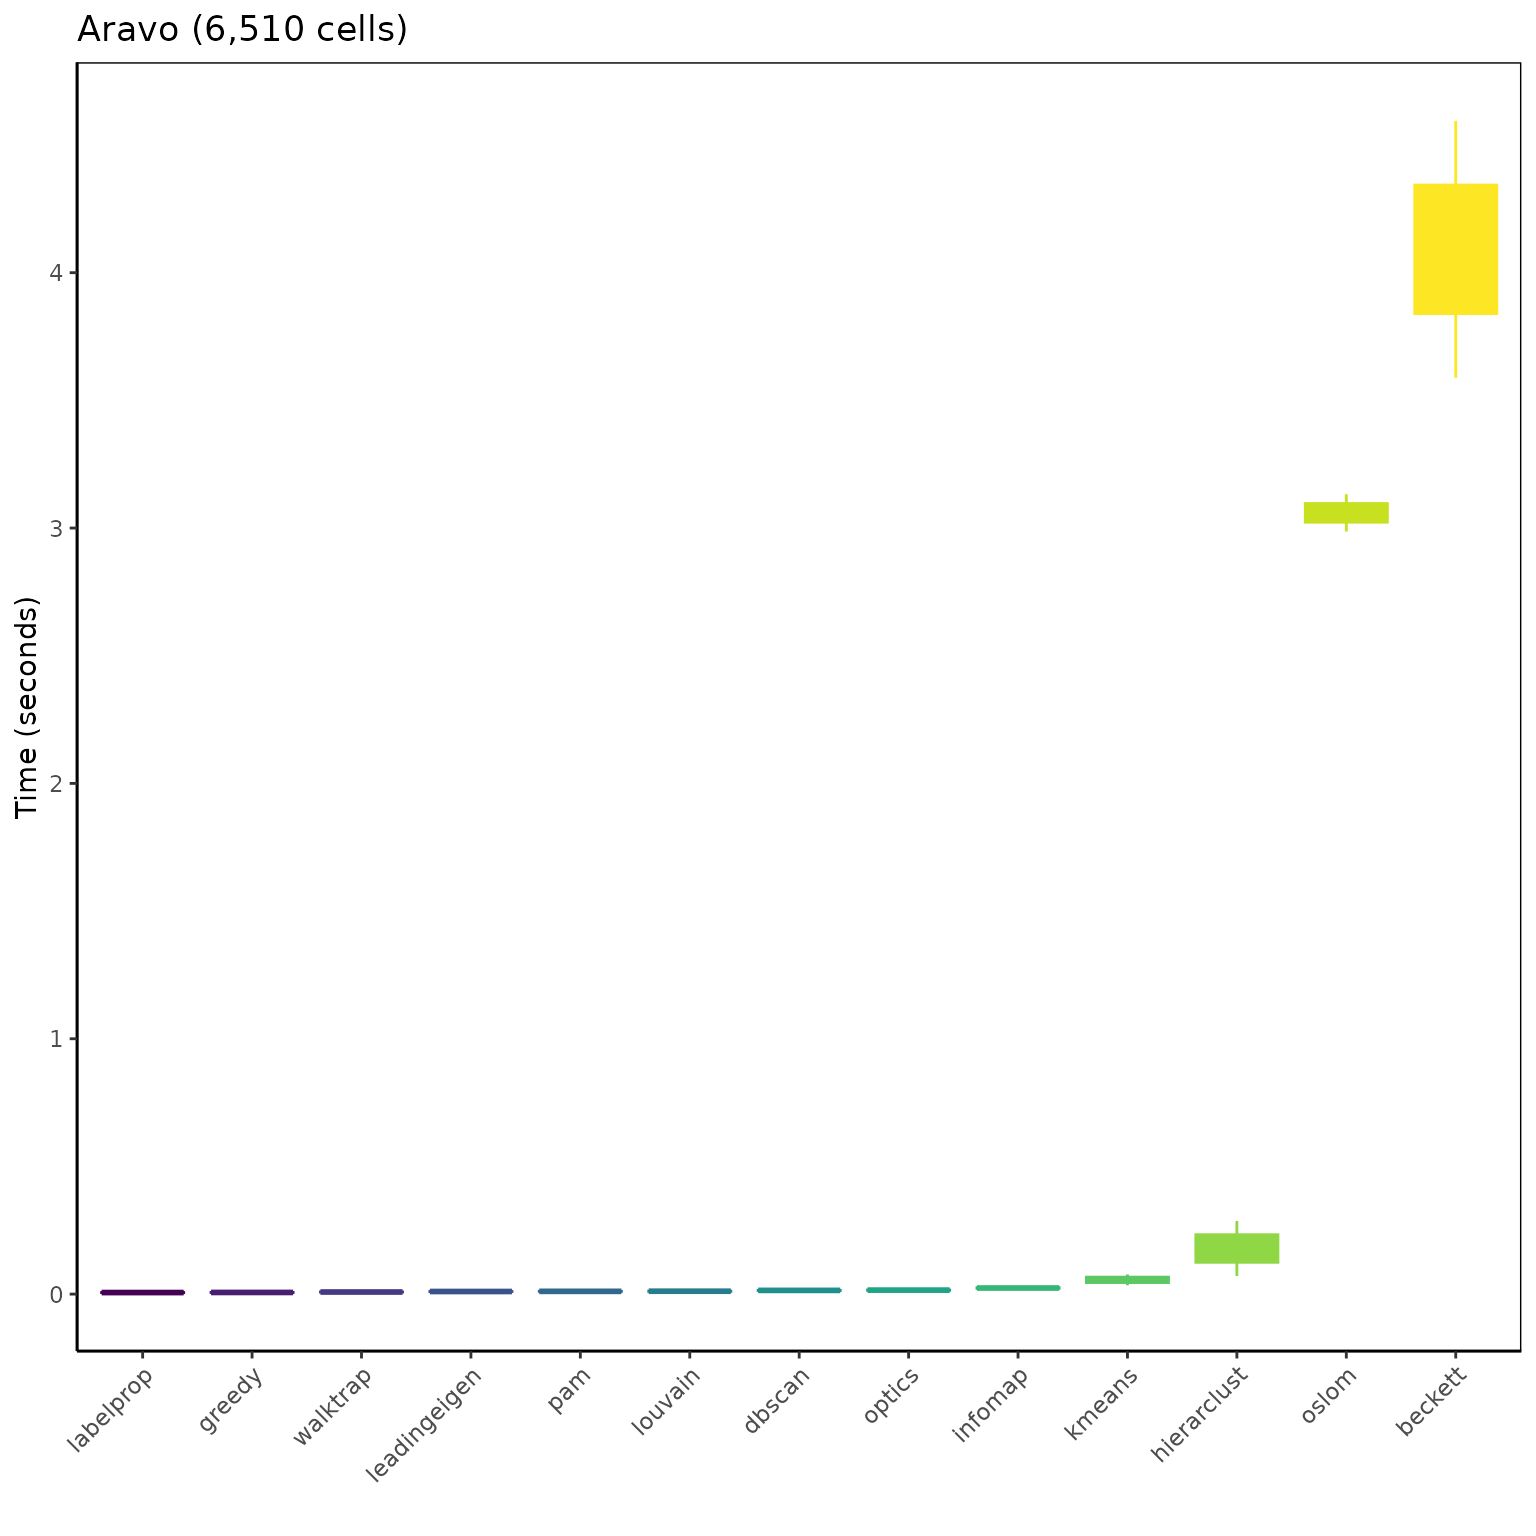 Aravo (6,510 cells)
Time (seconds)
4
3
2
1
0
labelprop
greedy
walktrap
leadingeigen
pam
louvain
dbscan
optics
infomap
kmeans
hierarclust
oslom
beckett